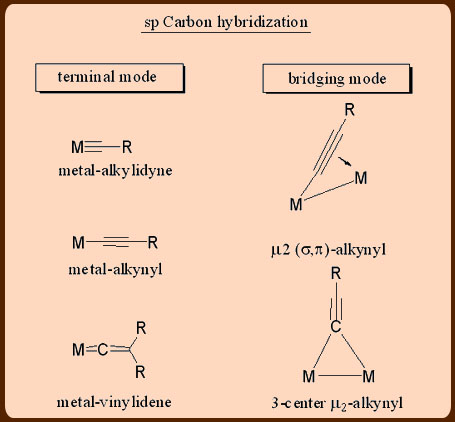 sp Carbon hybridization
terminal mode
M≡—R
metal-alkylidyne
M—≡—R
metal-alkynyl
R
M=C=
R
metal-vinylidene
bridging mode
R
M
M
μ2 (σ,π)-alkynyl
R
C
M M
3-center μ₂-alkynyl